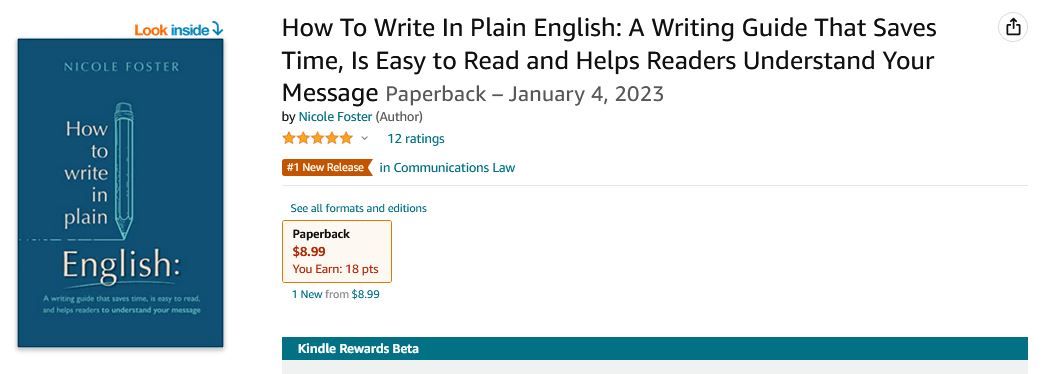 Look inside
NICOLE FOSTER
How
to
write
in
plain
English:
A writing guide that saves time, is easy to read,
and helps readers to understand your message
How To Write In Plain English: A Writing Guide That Saves
Time, Is Easy to Read and Helps Readers Understand Your
Message Paperback – January 4, 2023
by Nicole Foster (Author)
12 ratings
#1 New Release in Communications Law
See all formats and editions
Paperback
$8.99
You Earn: 18 pts
1 New from $8.99
Kindle Rewards Beta